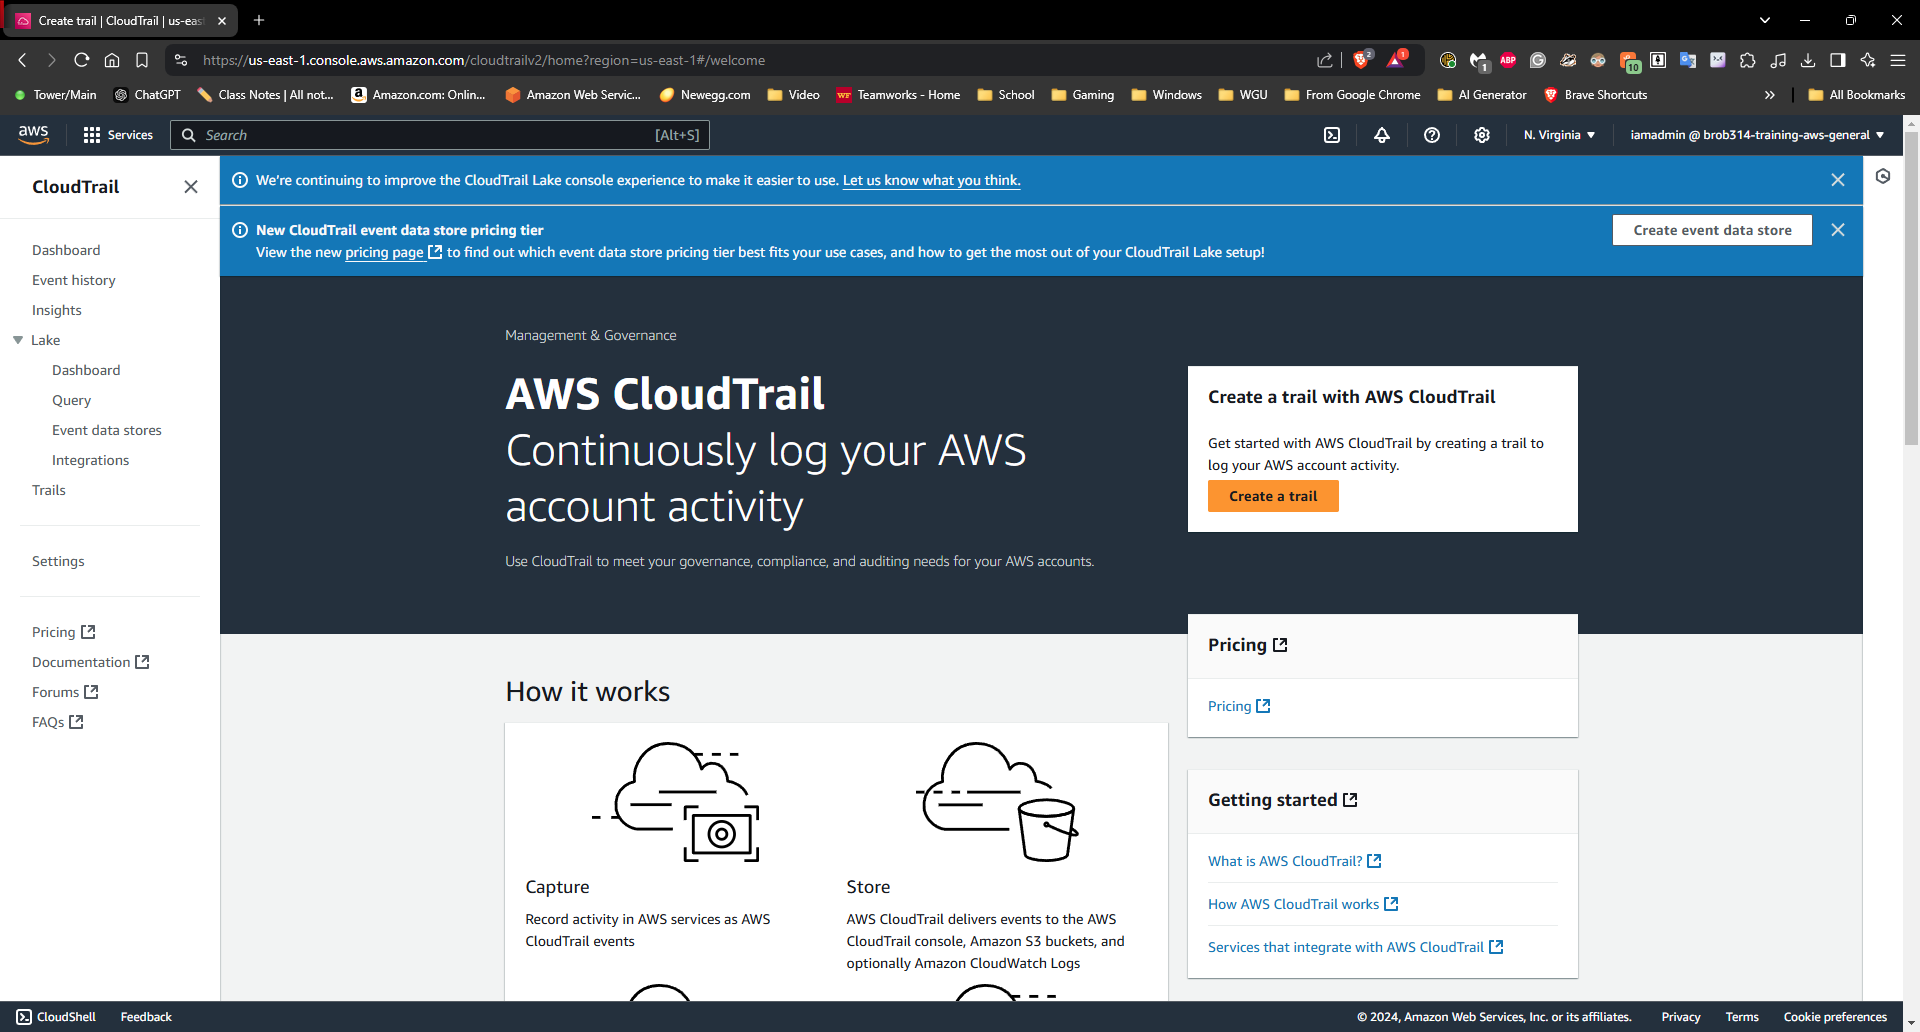 Create trail | CloudTrail | us-eas
https://us-east-1.console.aws.amazon.com/cloudtrailv2/home?region=us-east-1#/welcome
2
1
1
ABP
10
Tower/Main
ChatGPT
Class Notes | All not...
Amazon.com: Onlin...
Amazon Web Servic...
Newegg.com
Video
WF
Teamworks - Home
School
Gaming
Windows
WGU
From Google Chrome
AI Generator
Brave Shortcuts
All Bookmarks
aws
Services
Search
[Alt+S]
N. Virginia
iamadmin @ brob314-training-aws-general
CloudTrail
Dashboard
Event history
Insights
Lake
Dashboard
Query
Event data stores
Integrations
Trails
Settings
Pricing
Documentation
Forums
FAQs
We're continuing to improve the CloudTrail Lake console experience to make it easier to use. Let us know what you think.
New CloudTrail event data store pricing tier
View the new pricing page to find out which event data store pricing tier best fits your use cases, and how to get the most out of your CloudTrail Lake setup!
Create event data store
Management & Governance
AWS CloudTrail
Continuously log your AWS
account activity
Use CloudTrail to meet your governance, compliance, and auditing needs for your AWS accounts.
Create a trail with AWS CloudTrail
Get started with AWS CloudTrail by creating a trail to
log your AWS account activity.
Create a trail
How it works
Capture
Record activity in AWS services as AWS
CloudTrail events
Store
AWS CloudTrail delivers events to the AWS
CloudTrail console, Amazon S3 buckets, and
optionally Amazon CloudWatch Logs
Pricing
Pricing
Getting started
What is AWS CloudTrail?
How AWS CloudTrail works
Services that integrate with AWS CloudTrail
CloudShell
Feedback
© 2024, Amazon Web Services, Inc. or its affiliates.
Privacy
Terms
Cookie preferences